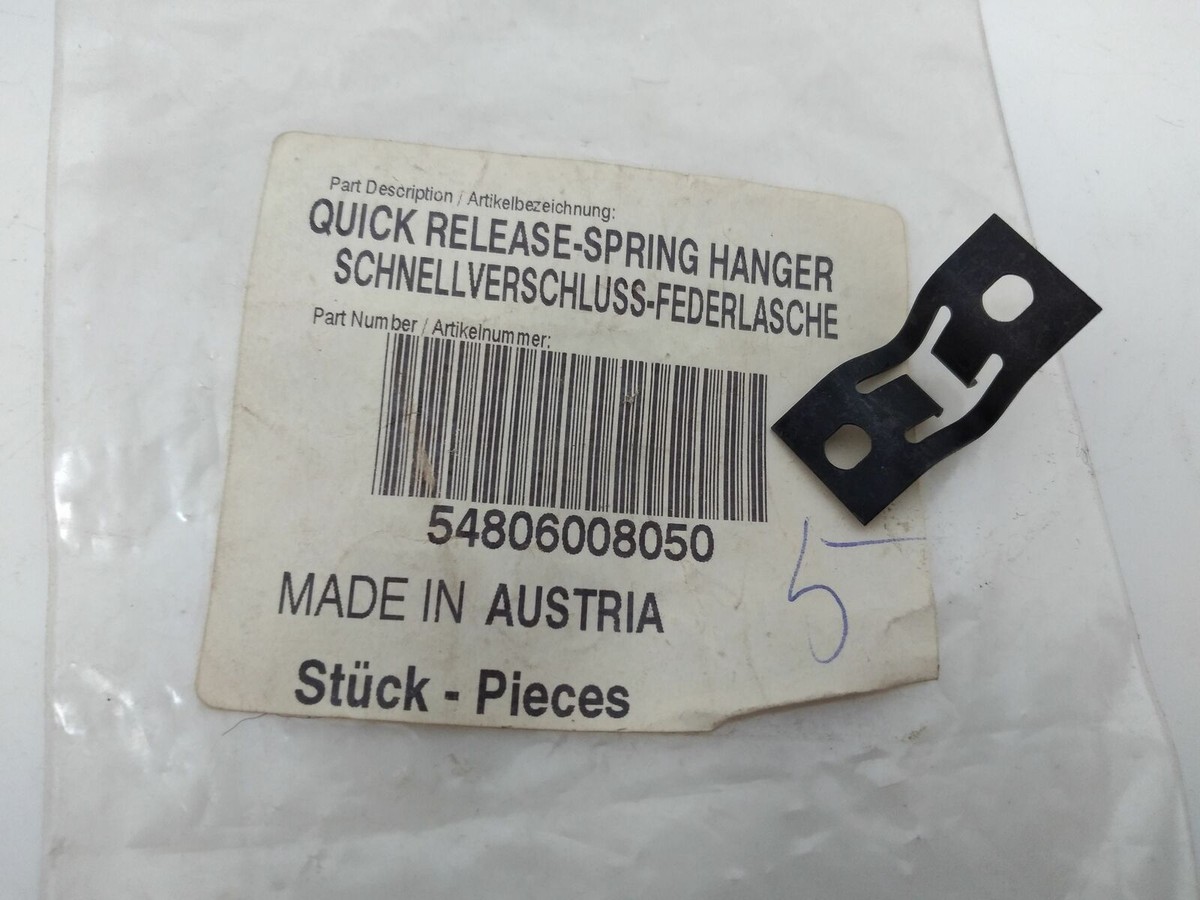 Part Description / Artikelbezeichnung:
QUICK RELEASE-SPRING HANGER
SCHNELLVERSCHLUSS-FEDERLASCHE
Part Number / Artikelnummer:
54806008050
MADE IN AUSTRIA
5
Stück - Pieces